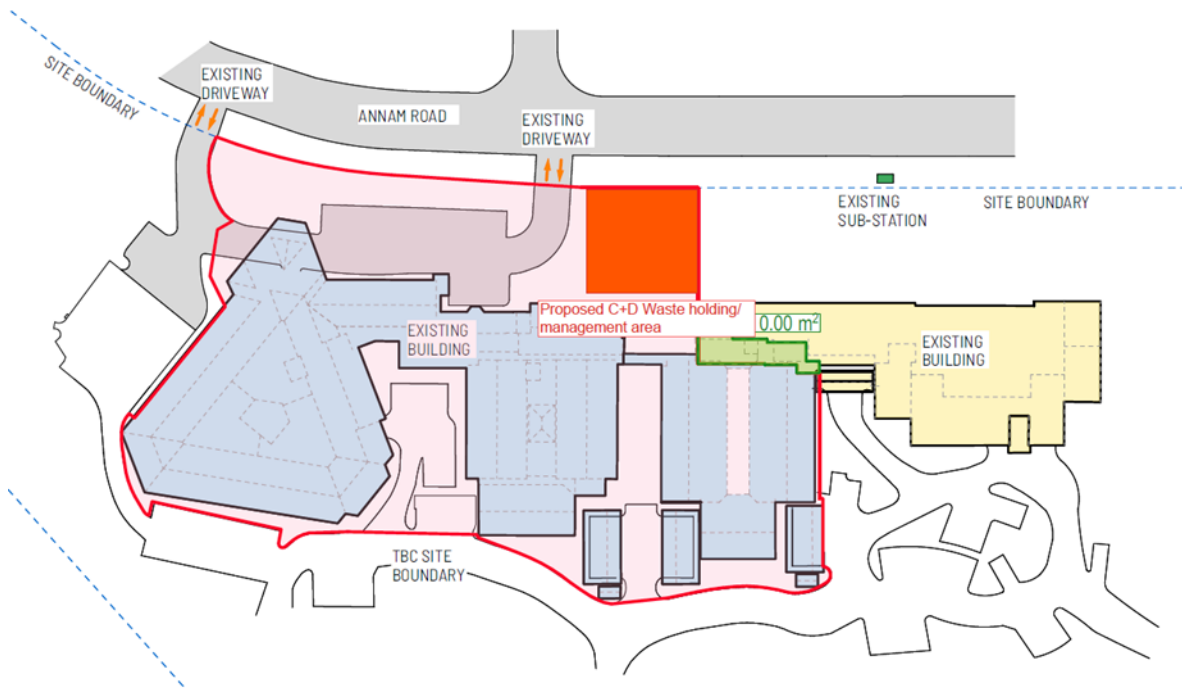 SITE BOUNDARY
EXISTING
DRIVEWAY
ANNAM ROAD
EXISTING
DRIVEWAY
EXISTING
SUB-STATION
SITE BOUNDARY
Proposed C+D Waste holding/
management area
0.00 m²
EXISTING
BUILDING
EXISTING
BUILDING
TBC SITE
BOUNDARY